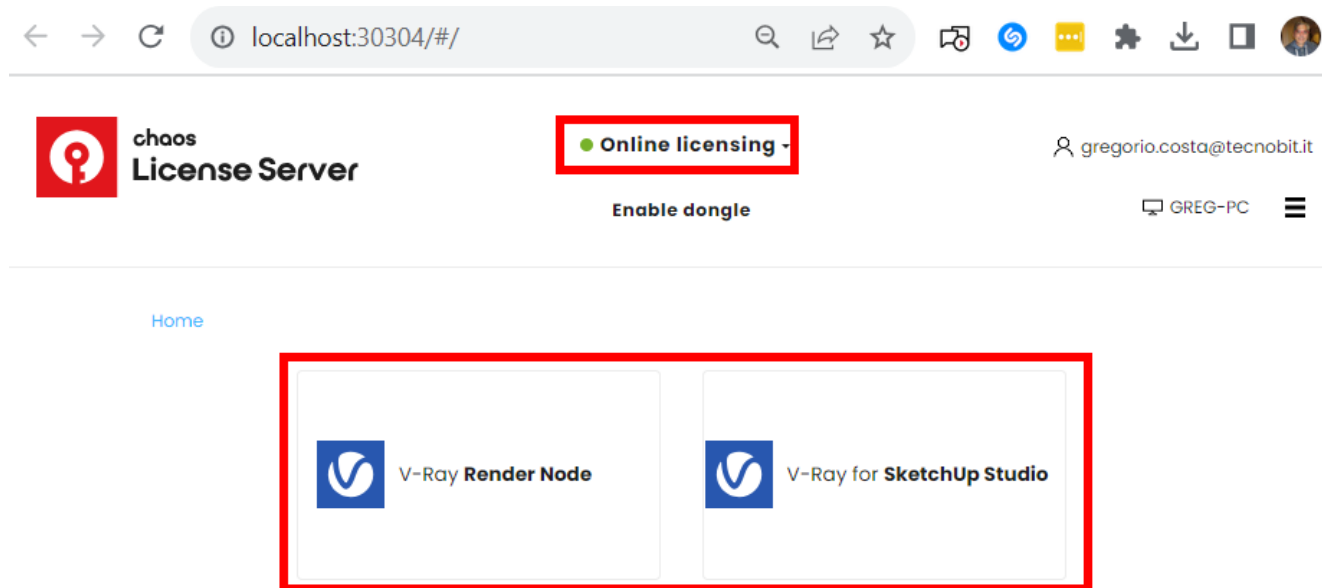 localhost:30304/#/
chaos
License Server
Online licensing
gregorio.costa@tecnobit.it
Enable dongle
GREG-PC
Home
V-Ray Render Node
V-Ray for SketchUp Studio